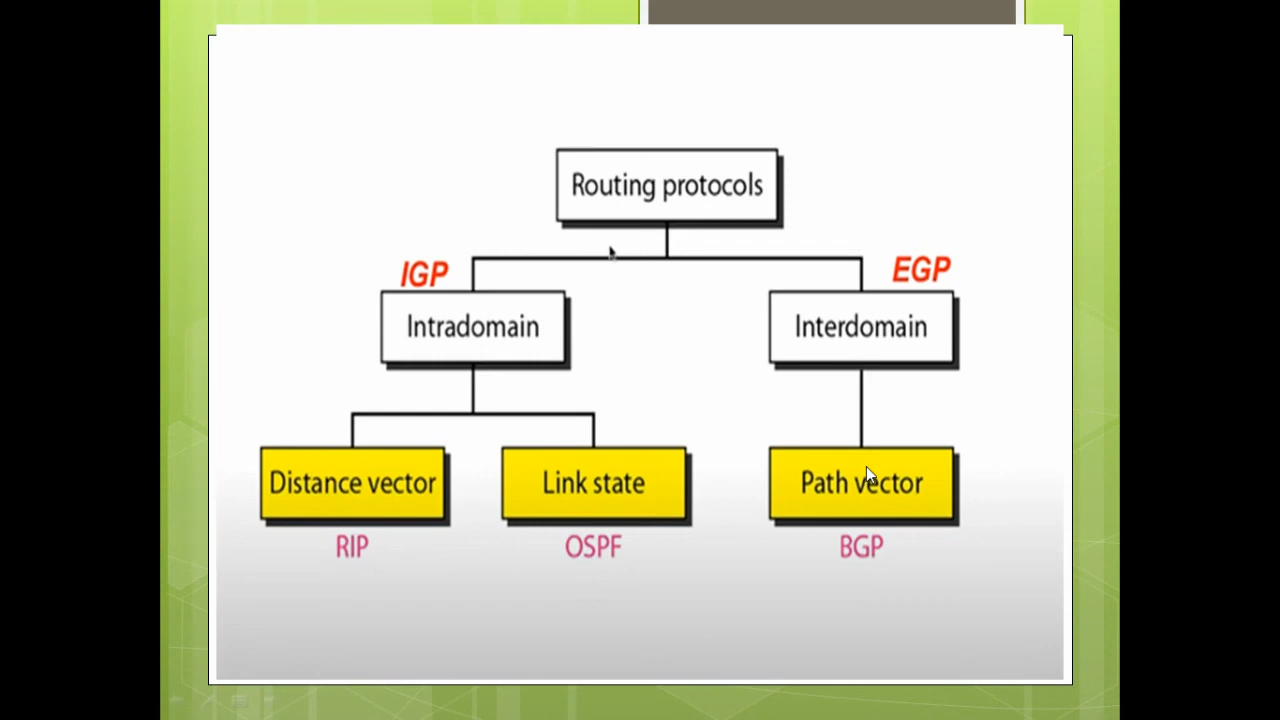 Routing protocols
IGP
EGP
Intradomain
Interdomain
Distance vector
Link state
Path vector
RIP
OSPF
BGP